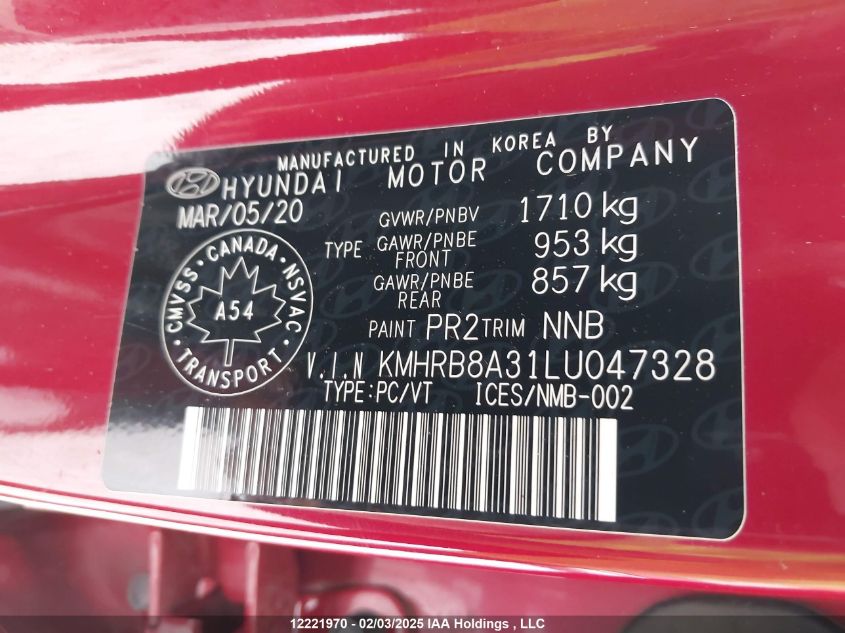 MANUFACTURED IN KOREA BY
HYUNDAI MOTOR COMPANY
MAR/05/20
GVWR/PNBV 1710 kg
TYPE GAWR/PNBE FRONT 953 kg
GAWR/PNBE REAR 857 kg
PAINT PR2 TRIM NNB
CANADA
CMVSS NSVAC
A54
TRANSPORT
V.I.N KMHRB8A31LU047328
TYPE:PC/VT ICES/NMB-002
12221970 - 02/03/2025 IAA Holdings , LLC